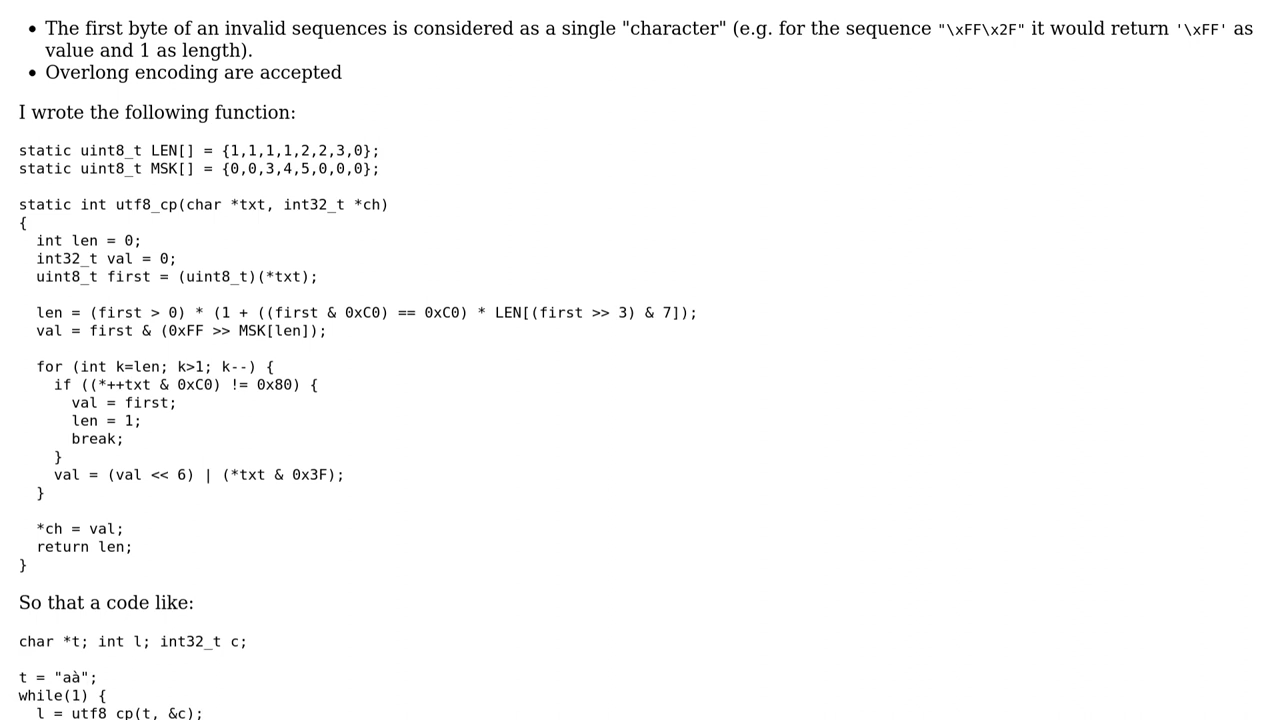 • The first byte of an invalid sequences is considered as a single "character" (e.g. for the sequence "\xFF\x2F" it would return '\xFF' as
value and 1 as length).
• Overlong encoding are accepted
I wrote the following function:
static uint8_t LEN[] = {1,1,1,1,2,2,3,0};
static uint8_t MSK[] = {0,0,3,4,5,0,0,0};
static int utf8_cp(char *txt, int32_t *ch)
{
  int len = 0;
  int32_t val = 0;
  uint8_t first = (uint8_t)(*txt);
  len = (first > 0) * (1 + ((first & 0xC0) == 0xC0) * LEN[(first >> 3) & 7]);
  val = first & (0xFF >> MSK[len]);
  for (int k=len; k>1; k--) {
    if ((*++txt & 0xC0) != 0x80) {
      val = first;
      len = 1;
      break;
    }
    val = (val << 6) | (*txt & 0x3F);
  }
  *ch = val;
  return len;
}
So that a code like:
char *t; int l; int32_t c;
t = "aà";
while(1) {
  l = utf8_cp(t, &c);